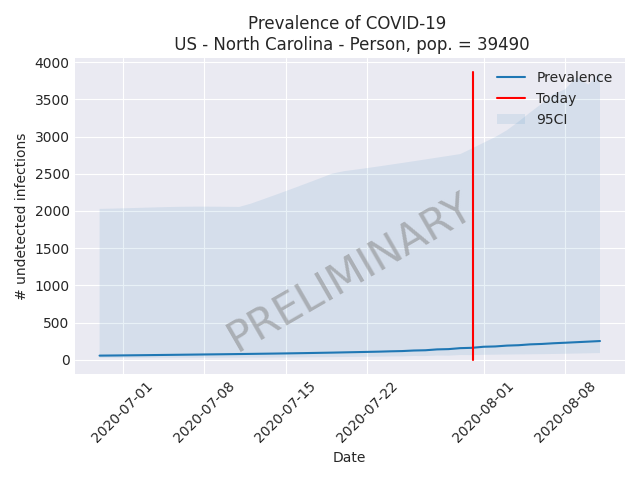 Prevalence of COVID-19
US - North Carolina - Person, pop. = 39490
4000
3500
3000
2500
2000
1500
1000
500
0
# undetected infections
Prevalence
Today
95CI
PRELIMINARY
2020-07-01
2020-07-08
2020-07-15
2020-07-22
2020-08-01
2020-08-08
Date